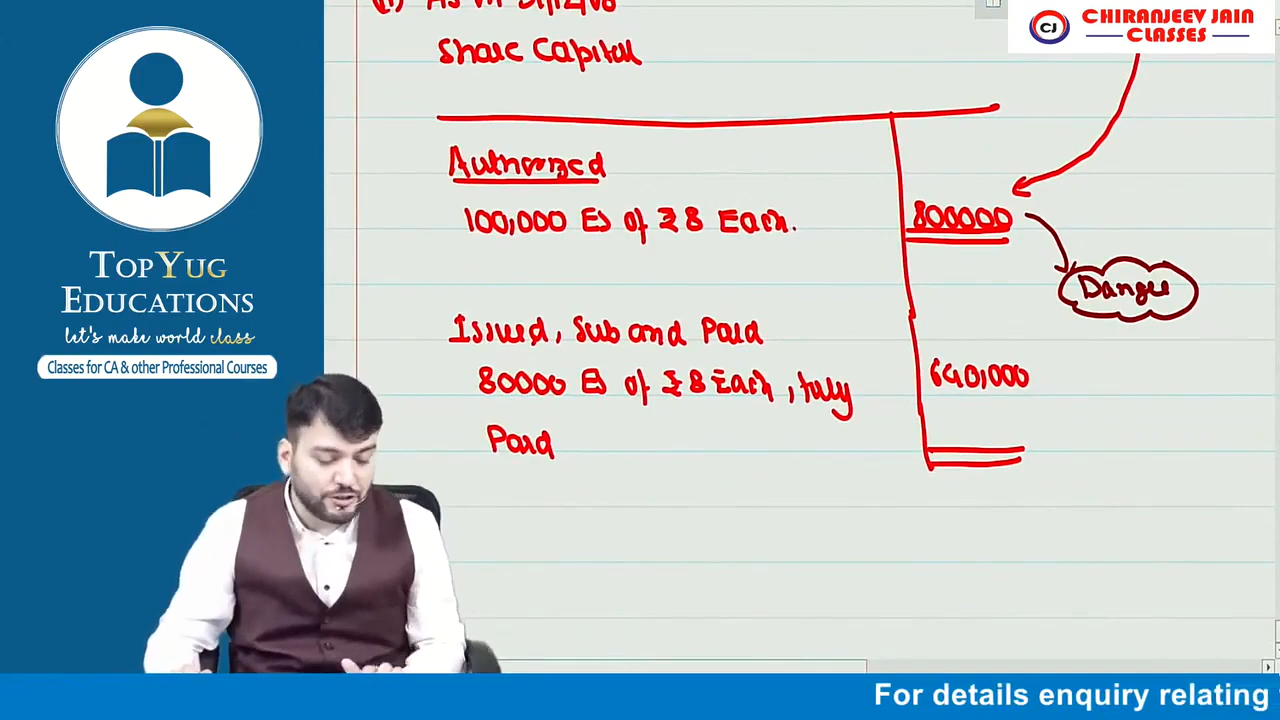 CHIRANJEEV JAIN
CLASSES
CJ
Share Capital
Authorized
100,000 ES of ₹8 Each.
800000
Danger
Issued, Sub and Paid
80000 ES of ₹8 Each, fully
640,000
Paid
TOPYUG
EDUCATIONS
let's make world class
Classes for CA & other Professional Courses
For details enquiry relating